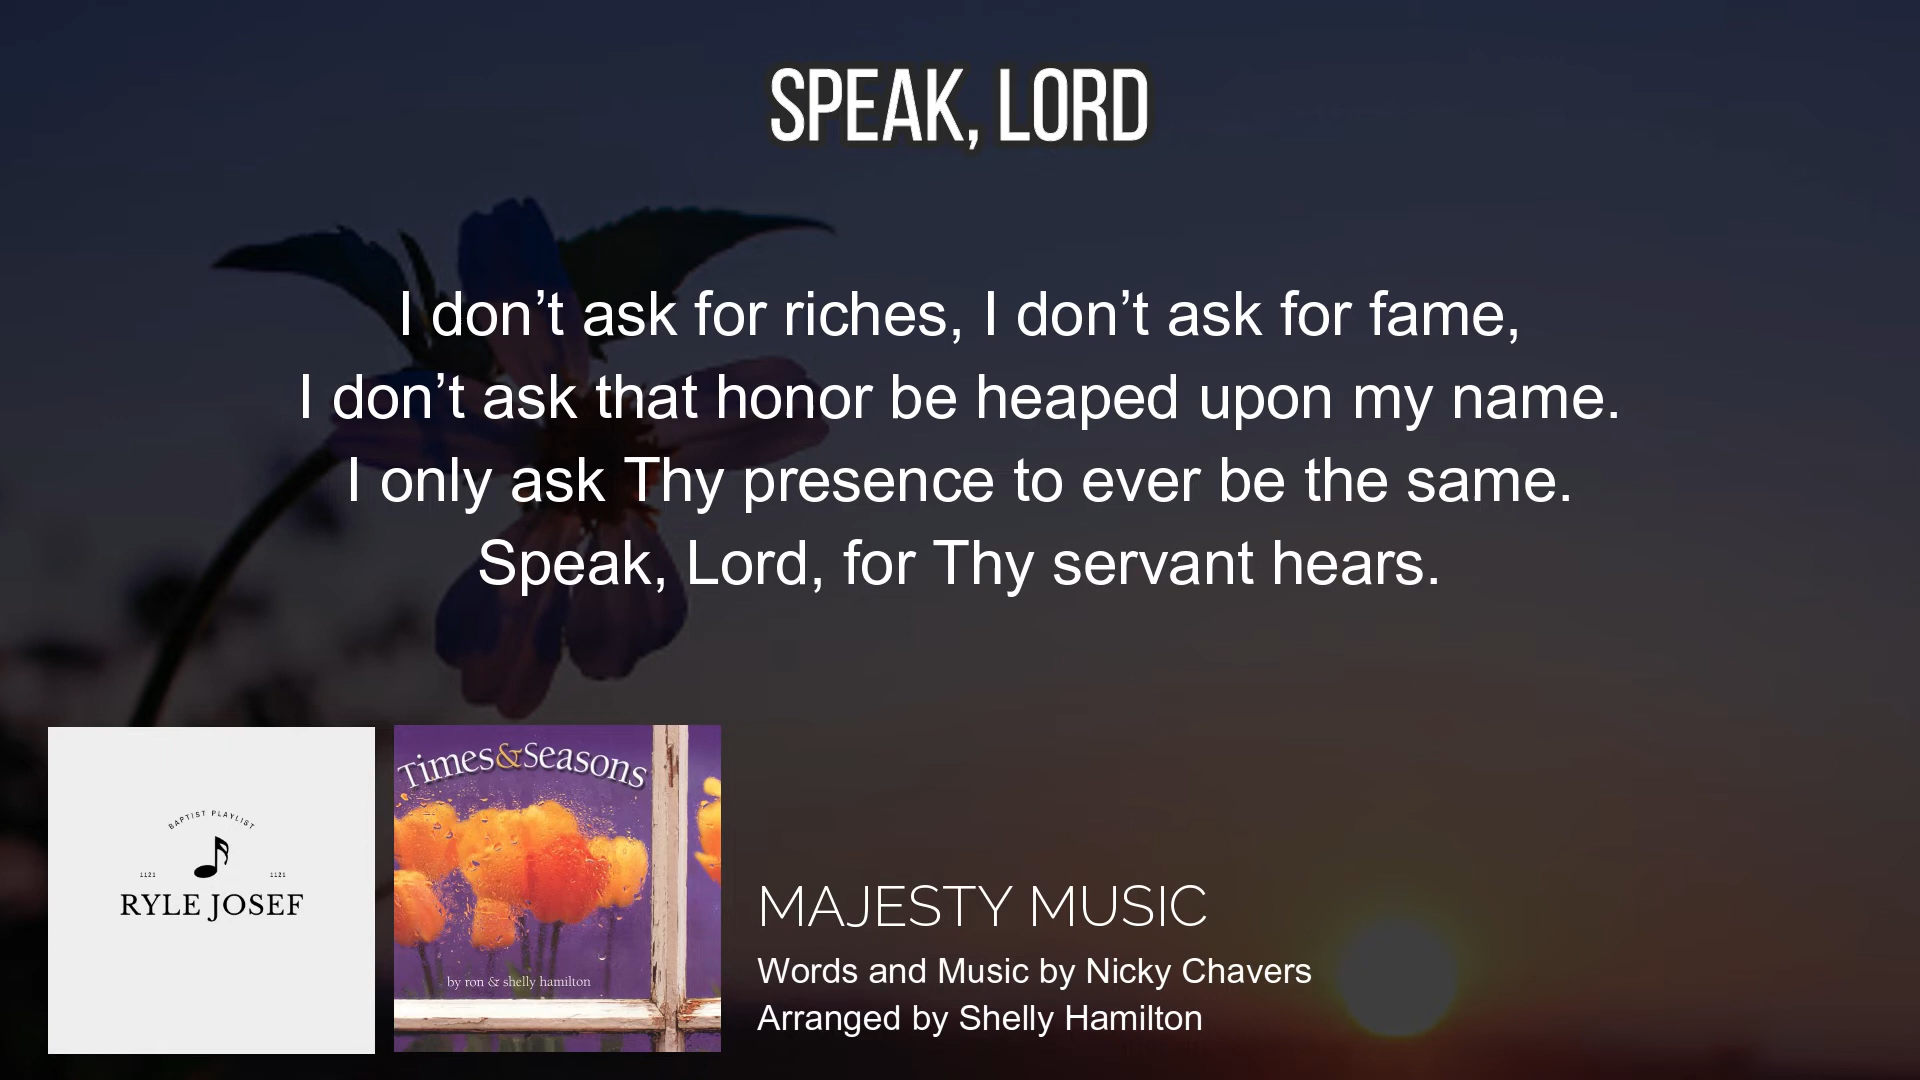 SPEAK, LORD
I don’t ask for riches, I don’t ask for fame,
I don’t ask that honor be heaped upon my name.
I only ask Thy presence to ever be the same.
Speak, Lord, for Thy servant hears.
BAPTIST PLAYLIST
1121 1121
RYLE JOSEF
Times&Seasons
by ron & shelly hamilton
MAJESTY MUSIC
Words and Music by Nicky Chavers
Arranged by Shelly Hamilton